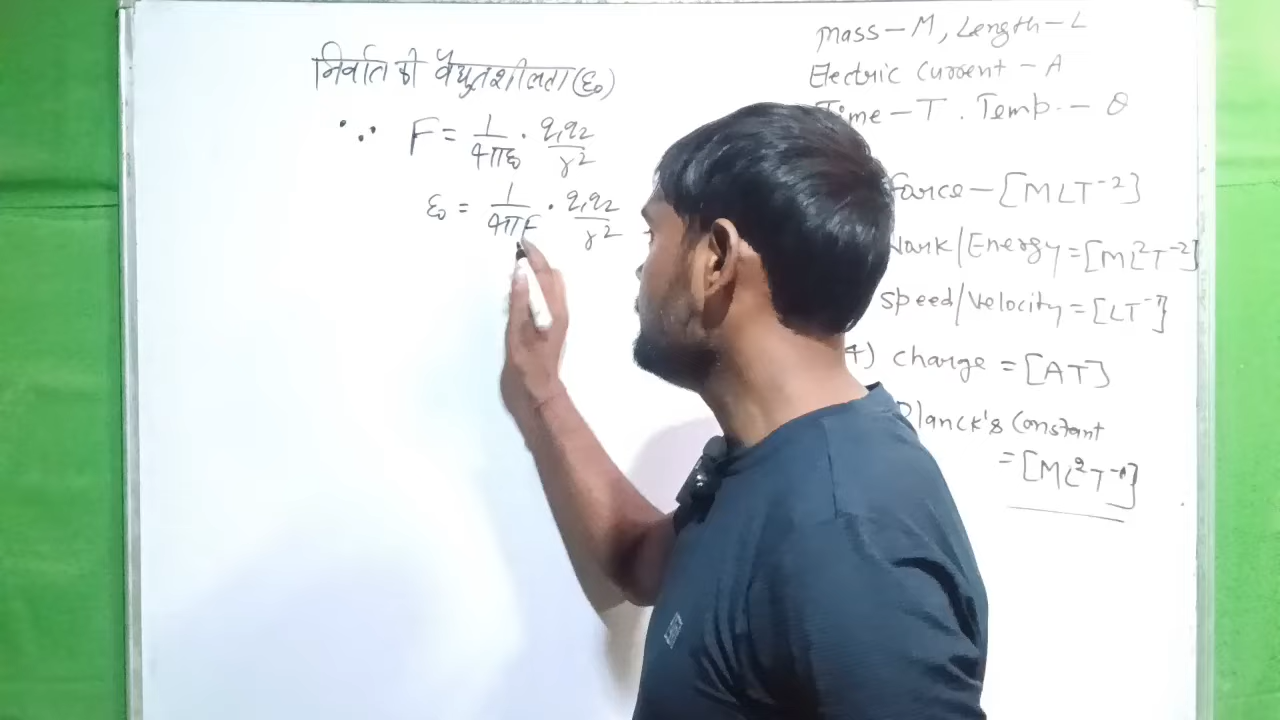 निर्वात की वैद्युतशीलता (ε₀)
∵ F = 1/4πε₀ . q₁q₂/r²
ε₀ = 1/4πF . q₁q₂/r²
Mass – M, Length – L
Electric Current – A
Time – T . Temp. – θ
force – [MLT⁻²]
Work/Energy = [ML²T⁻²]
Speed/Velocity = [LT⁻¹]
4) charge = [AT]
Planck's Constant
= [ML²T⁻¹]